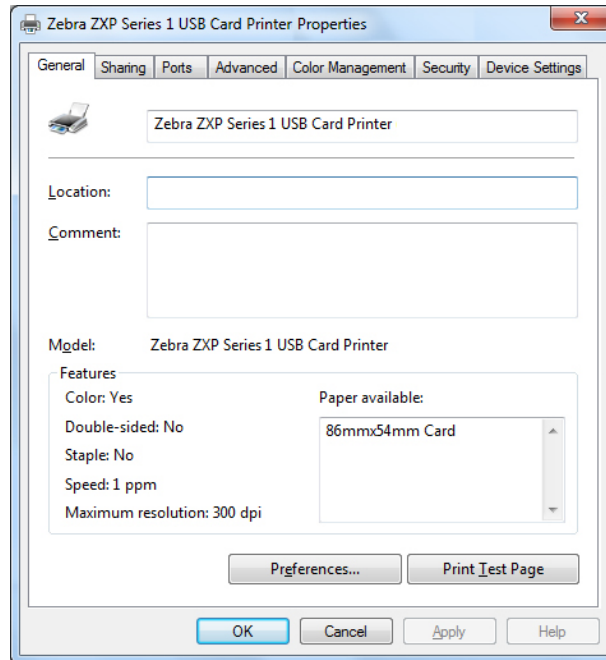 Zebra ZXP Series 1 USB Card Printer Properties
General Sharing Ports Advanced Color Management Security Device Settings
Zebra ZXP Series 1 USB Card Printer
Location:
Comment:
Model: Zebra ZXP Series 1 USB Card Printer
Features
Color: Yes Paper available:
Double-sided: No 86mmx54mm Card
Staple: No
Speed: 1 ppm
Maximum resolution: 300 dpi
Preferences... Print Test Page
OK Cancel Apply Help